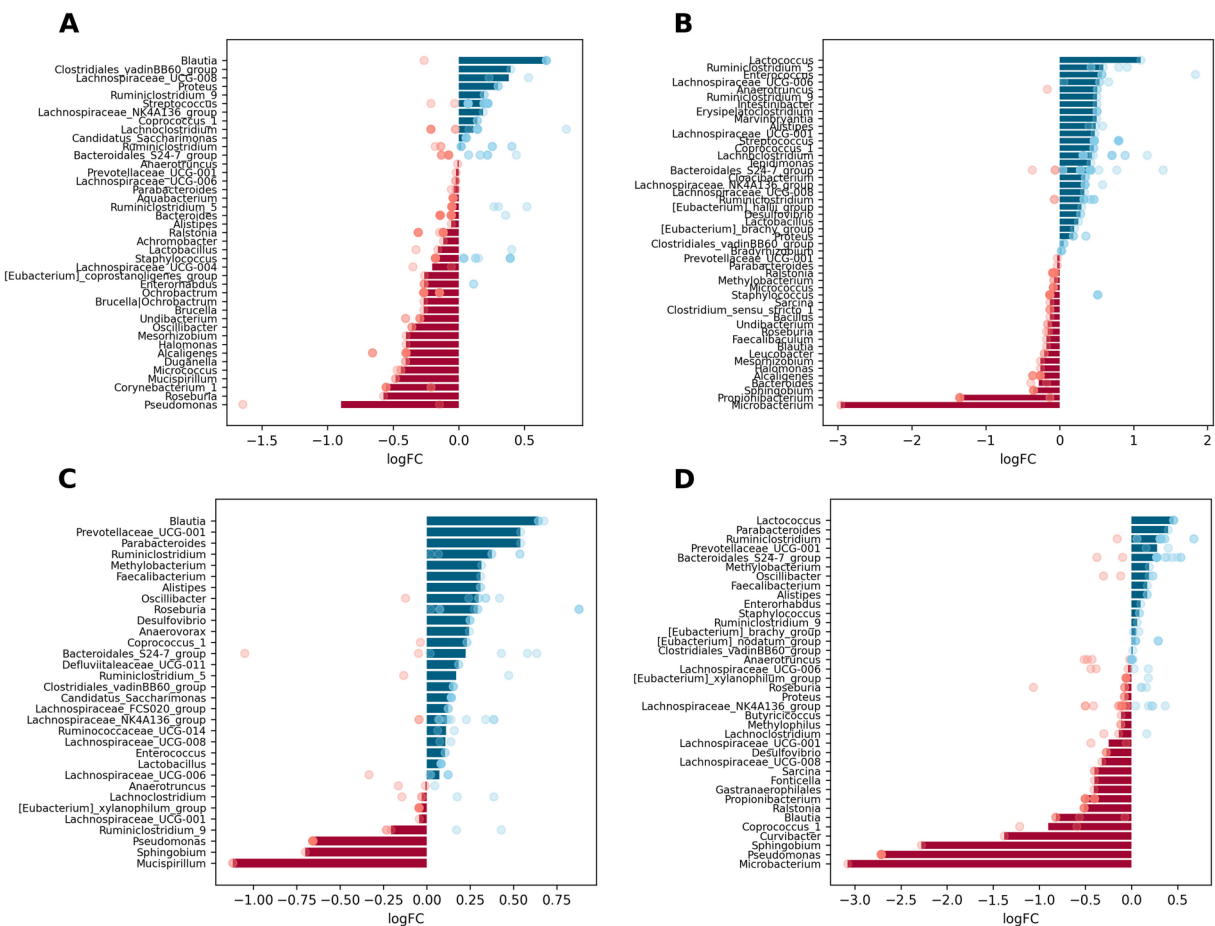 A
Blautia
Clostridiales_vadinBB60_group
Lachnospiraceae_UCG-008
Proteus
Ruminiclostridium_9
Streptococcus
Lachnospiraceae_NK4A136_group
Coprococcus_1
Lachnoclostridium
Candidatus_Saccharimonas
Ruminiclostridium
Bacteroidales_S24-7_group
Anaerotruncus
Prevotellaceae_UCG-001
Lachnospiraceae_UCG-006
Parabacteroides
Aquabacterium
Ruminiclostridium_5
Bacteroides
Alistipes
Ralstonia
Achromobacter
Lactobacillus
Staphylococcus
Lachnospiraceae_UCG-004
[Eubacterium]_coprostanoligenes_group
Enterorhabdus
Ochrobactrum
Brucella|Ochrobactrum
Brucella
Undibacterium
Oscillibacter
Mesorhizobium
Halomonas
Alcaligenes
Duganella
Micrococcus
Mucispirillum
Corynebacterium_1
Roseburia
Pseudomonas
−1.5 −1.0 −0.5 0.0 0.5
logFC
B
Lactococcus
Ruminiclostridium_5
Enterococcus
Lachnospiraceae_UCG-006
Anaerotruncus
Ruminiclostridium_9
Intestinibacter
Erysipelatoclostridium
Marvinbryantia
Alistipes
Lachnospiraceae_UCG-001
Streptococcus
Coprococcus_1
Lachnoclostridium
Tepidimonas
Bacteroidales_S24-7_group
Cloacibacterium
Lachnospiraceae_NK4A136_group
Lachnospiraceae_UCG-008
Ruminiclostridium
[Eubacterium]_hallii_group
Desulfovibrio
Lactobacillus
[Eubacterium]_brachy_group
Proteus
Clostridiales_vadinBB60_group
Bradyrhizobium
Prevotellaceae_UCG-001
Parabacteroides
Ralstonia
Methylobacterium
Micrococcus
Staphylococcus
Sarcina
Clostridium_sensu_stricto_1
Bacillus
Undibacterium
Roseburia
Faecalibaculum
Blautia
Leucobacter
Mesorhizobium
Halomonas
Alcaligenes
Bacteroides
Sphingobium
Propionibacterium
Microbacterium
−3 −2 −1 0 1 2
logFC
C
Blautia
Prevotellaceae_UCG-001
Parabacteroides
Ruminiclostridium
Methylobacterium
Faecalibacterium
Alistipes
Oscillibacter
Roseburia
Desulfovibrio
Anaerovorax
Coprococcus_1
Bacteroidales_S24-7_group
Defluviitaleaceae_UCG-011
Ruminiclostridium_5
Clostridiales_vadinBB60_group
Candidatus_Saccharimonas
Lachnospiraceae_FCS020_group
Lachnospiraceae_NK4A136_group
Ruminococcaceae_UCG-014
Lachnospiraceae_UCG-008
Enterococcus
Lactobacillus
Lachnospiraceae_UCG-006
Anaerotruncus
Lachnoclostridium
[Eubacterium]_xylanophilum_group
Lachnospiraceae_UCG-001
Ruminiclostridium_9
Pseudomonas
Sphingobium
Mucispirillum
−1.00 −0.75 −0.50 −0.25 0.00 0.25 0.50 0.75
logFC
D
Lactococcus
Parabacteroides
Ruminiclostridium
Prevotellaceae_UCG-001
Bacteroidales_S24-7_group
Methylobacterium
Oscillibacter
Faecalibacterium
Alistipes
Enterorhabdus
Staphylococcus
Ruminiclostridium_9
[Eubacterium]_brachy_group
[Eubacterium]_nodatum_group
Clostridiales_vadinBB60_group
Anaerotruncus
Lachnospiraceae_UCG-006
[Eubacterium]_xylanophilum_group
Roseburia
Proteus
Lachnospiraceae_NK4A136_group
Butyricicoccus
Methylophilus
Lachnoclostridium
Lachnospiraceae_UCG-001
Desulfovibrio
Lachnospiraceae_UCG-008
Sarcina
Fonticella
Gastranaerophilales
Propionibacterium
Ralstonia
Blautia
Coprococcus_1
Curvibacter
Sphingobium
Pseudomonas
Microbacterium
−3.0 −2.5 −2.0 −1.5 −1.0 −0.5 0.0 0.5
logFC